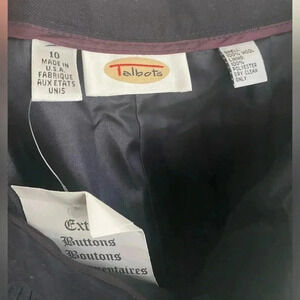 10
MADE IN
U.S.A.
FABRIQUE
AUX ETATS
UNIS
Talbots
SHELL:
100% WOOL
LINING:
100%
POLYESTER
DRY CLEAN
ONLY
Buttons
Boutons